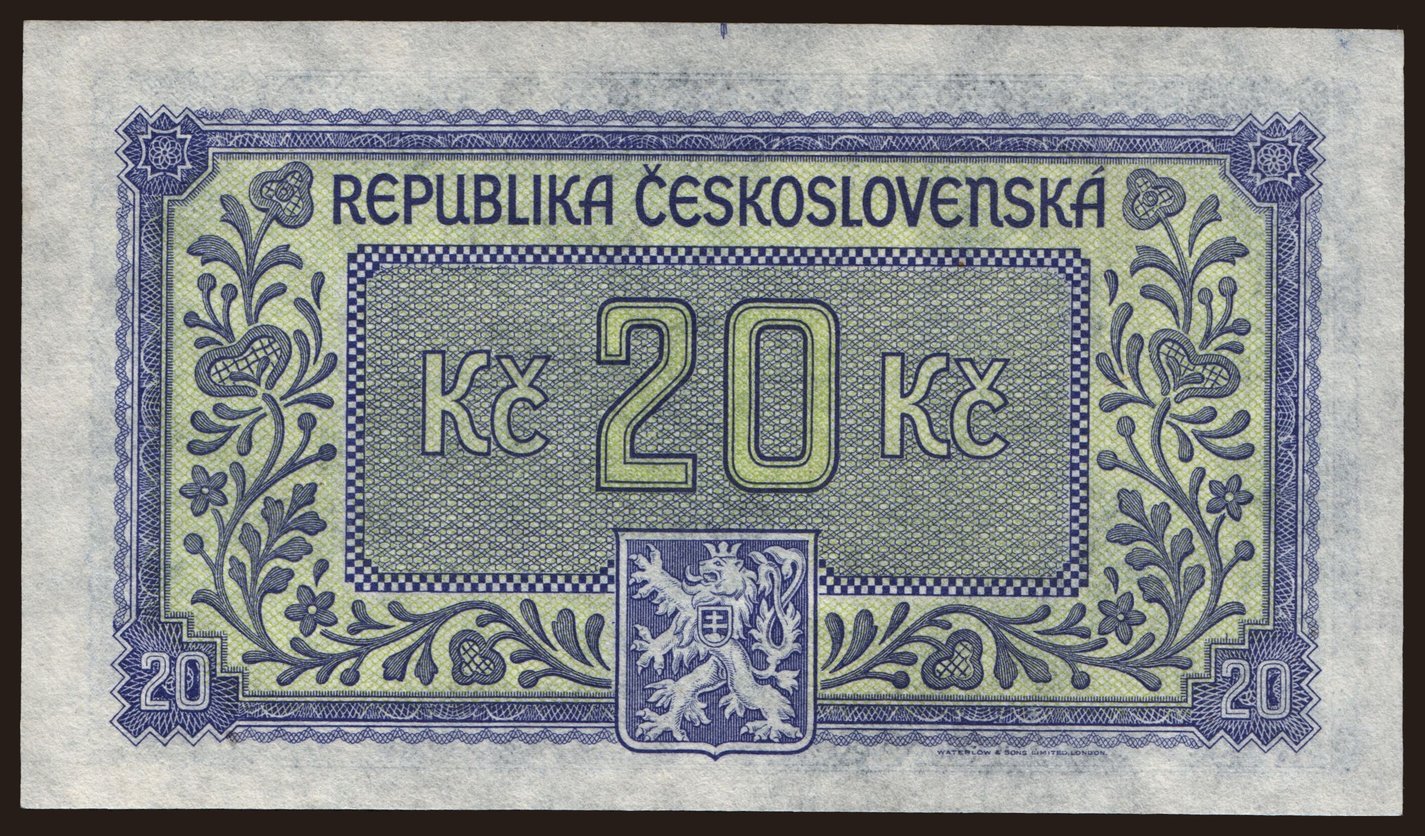 REPUBLIKA ČESKOSLOVENSKÁ
Kč 20 Kč
20
20
WATERLOW & SONS LIMITED, LONDON.